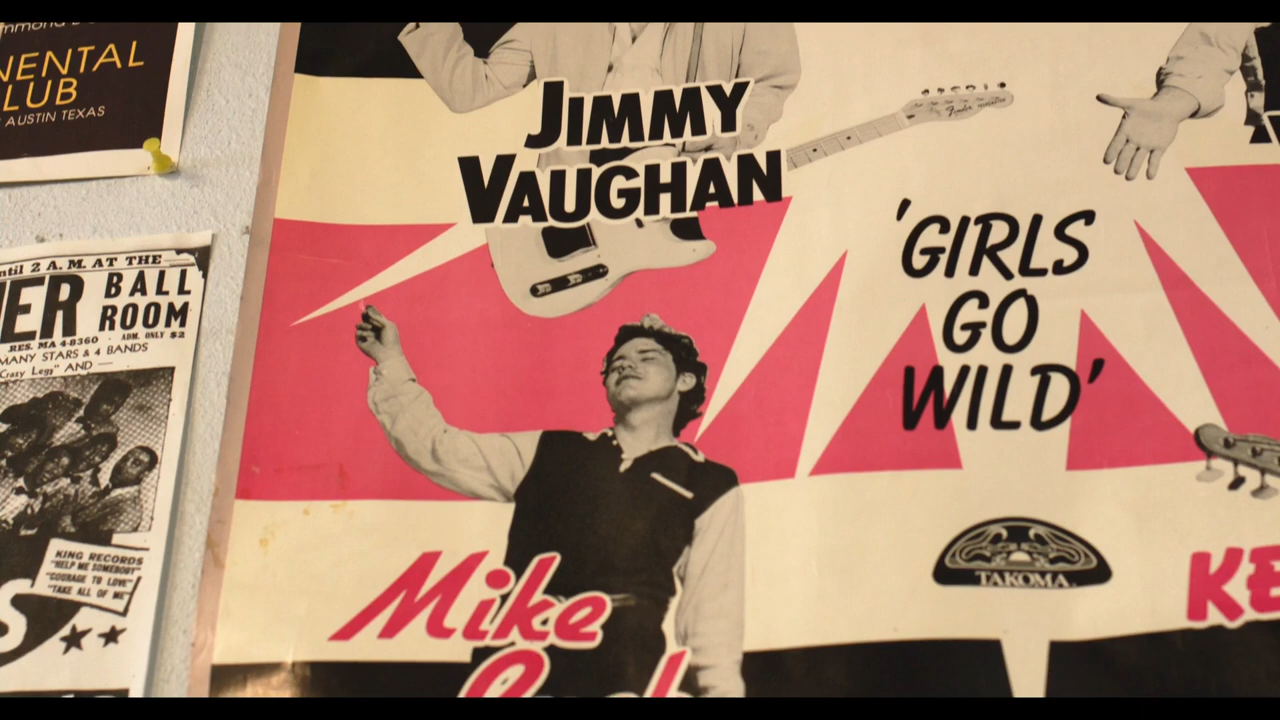 NENTAL
LUB
AUSTIN TEXAS
ntil 2 A.M. AT THE
ER BALL
ROOM
RES. MA 4-8360 · ADM. ONLY $2
MANY STARS & 4 BANDS
"Crazy Legs" AND
KING RECORDS
"HELP ME SOMEBODY"
"COURAGE TO LOVE"
"TAKE ALL OF ME"
S
JIMMY
VAUGHAN
Fender
'GIRLS
GO
WILD'
TAKOMA
Mike
KE